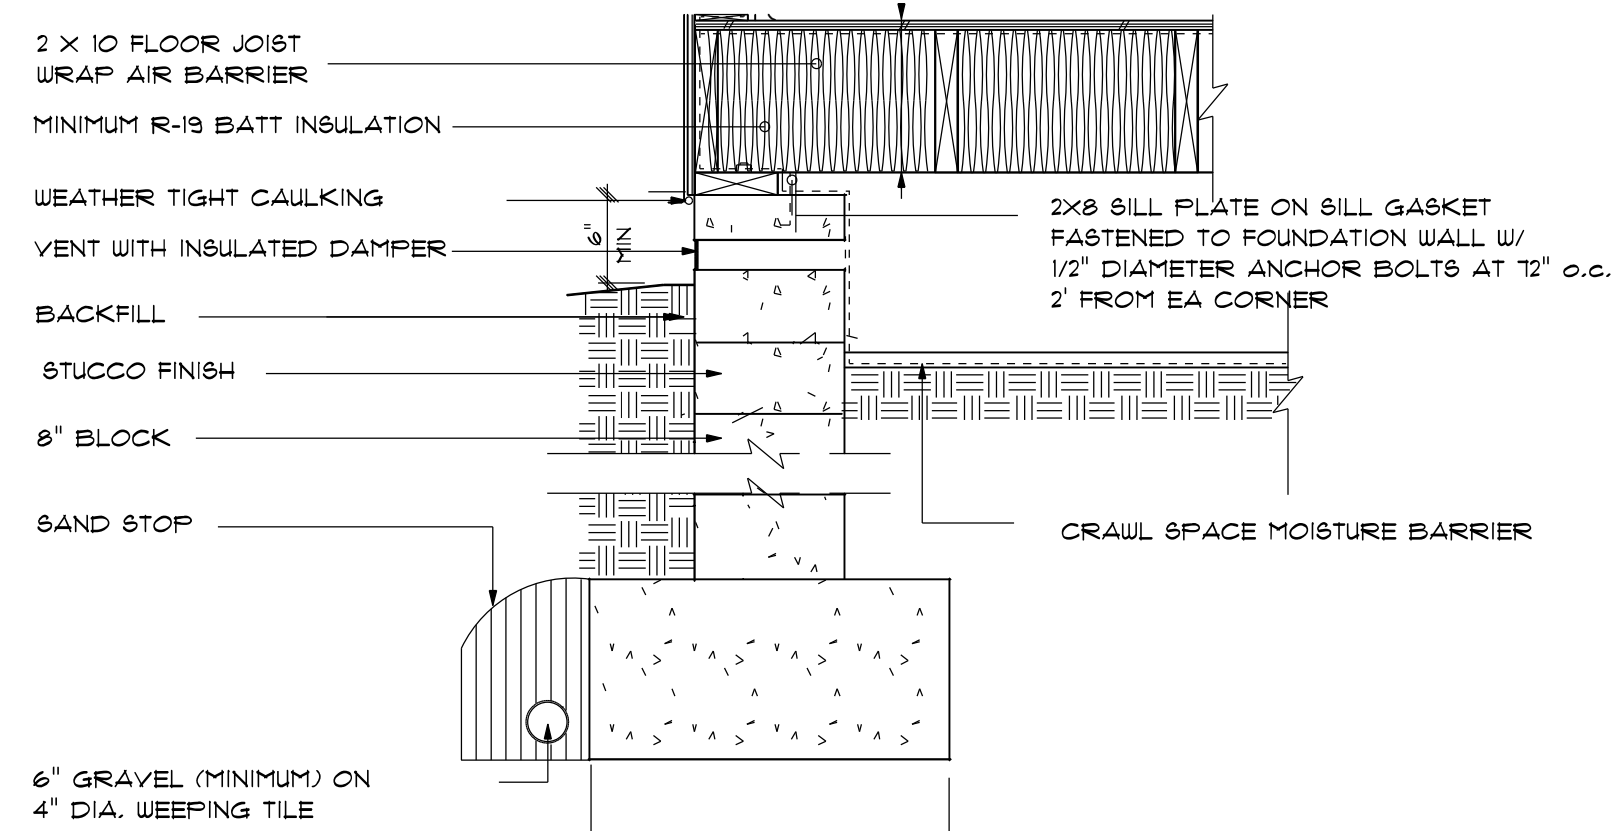 2 X 10 FLOOR JOIST
WRAP AIR BARRIER
MINIMUM R-19 BATT INSULATION
WEATHER TIGHT CAULKING
6" MIN
VENT WITH INSULATED DAMPER
BACKFILL
STUCCO FINISH
8" BLOCK
SAND STOP
6" GRAVEL (MINIMUM) ON
4" DIA. WEEPING TILE
2X8 SILL PLATE ON SILL GASKET
FASTENED TO FOUNDATION WALL W/
1/2" DIAMETER ANCHOR BOLTS AT 72" o.c.
2' FROM EA CORNER
CRAWL SPACE MOISTURE BARRIER